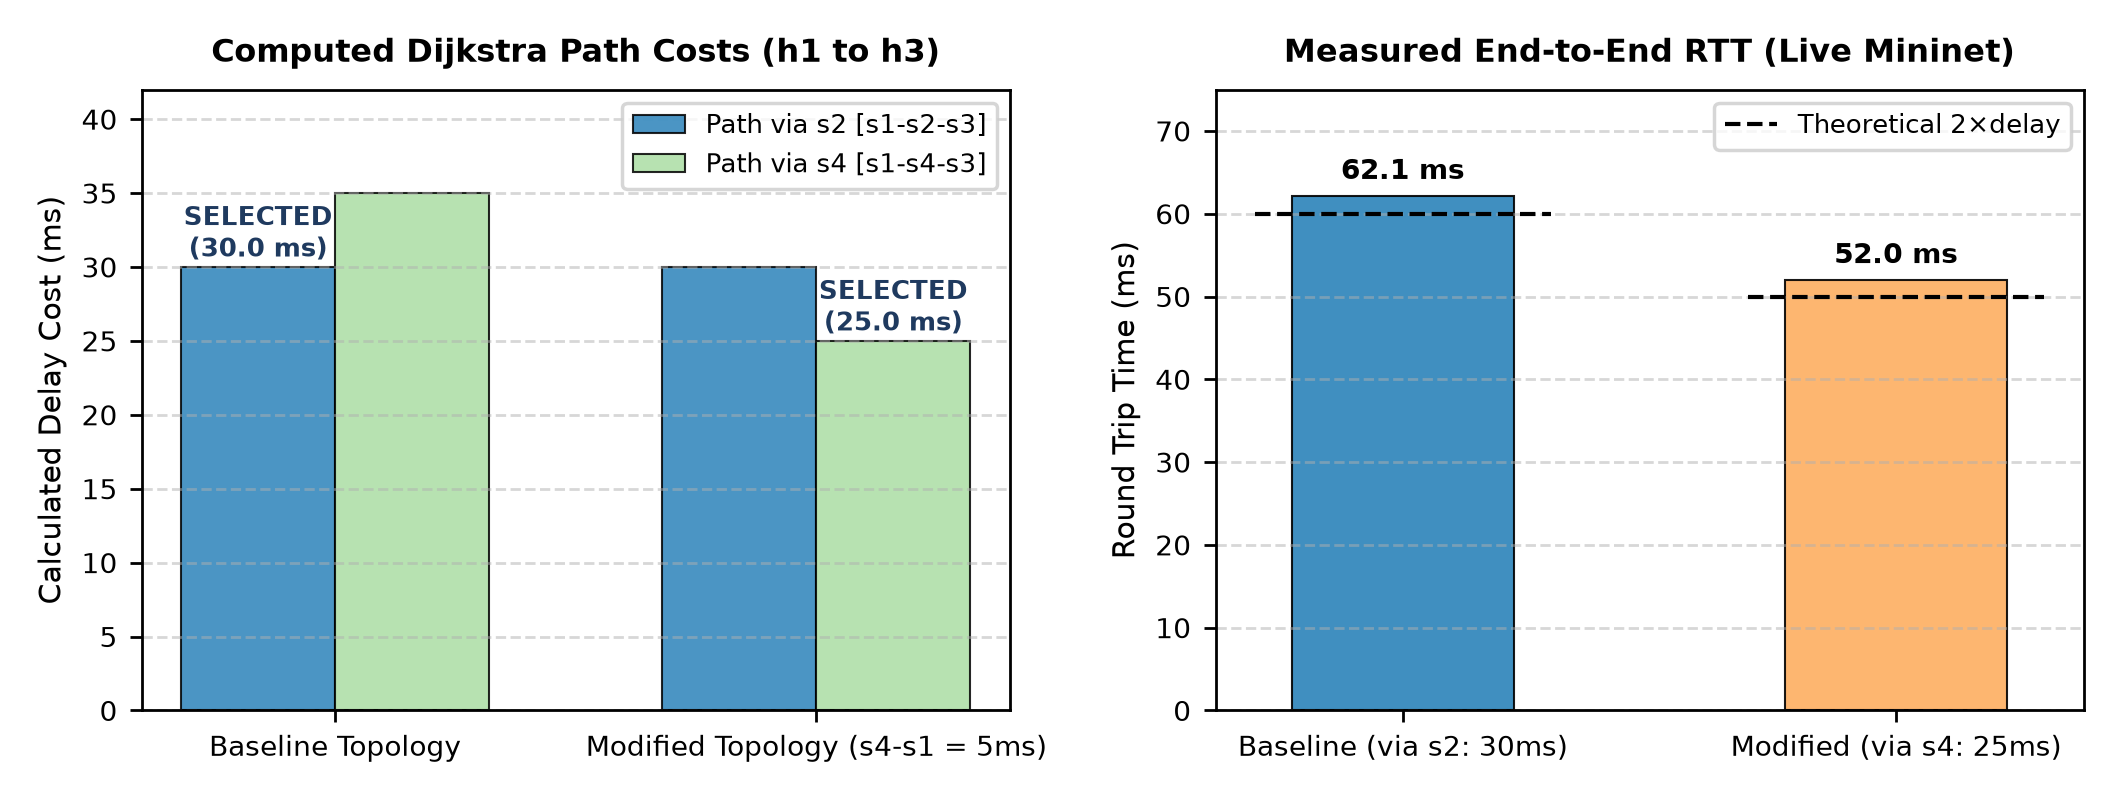 Computed Dijkstra Path Costs (h1 to h3)
Calculated Delay Cost (ms)
40
35
30
25
20
15
10
5
0
Path via s2 [s1-s2-s3]
Path via s4 [s1-s4-s3]
SELECTED
(30.0 ms)
SELECTED
(25.0 ms)
Baseline Topology
Modified Topology (s4-s1 = 5ms)
Measured End-to-End RTT (Live Mininet)
Round Trip Time (ms)
70
60
50
40
30
20
10
0
Theoretical 2×delay
62.1 ms
52.0 ms
Baseline (via s2: 30ms)
Modified (via s4: 25ms)